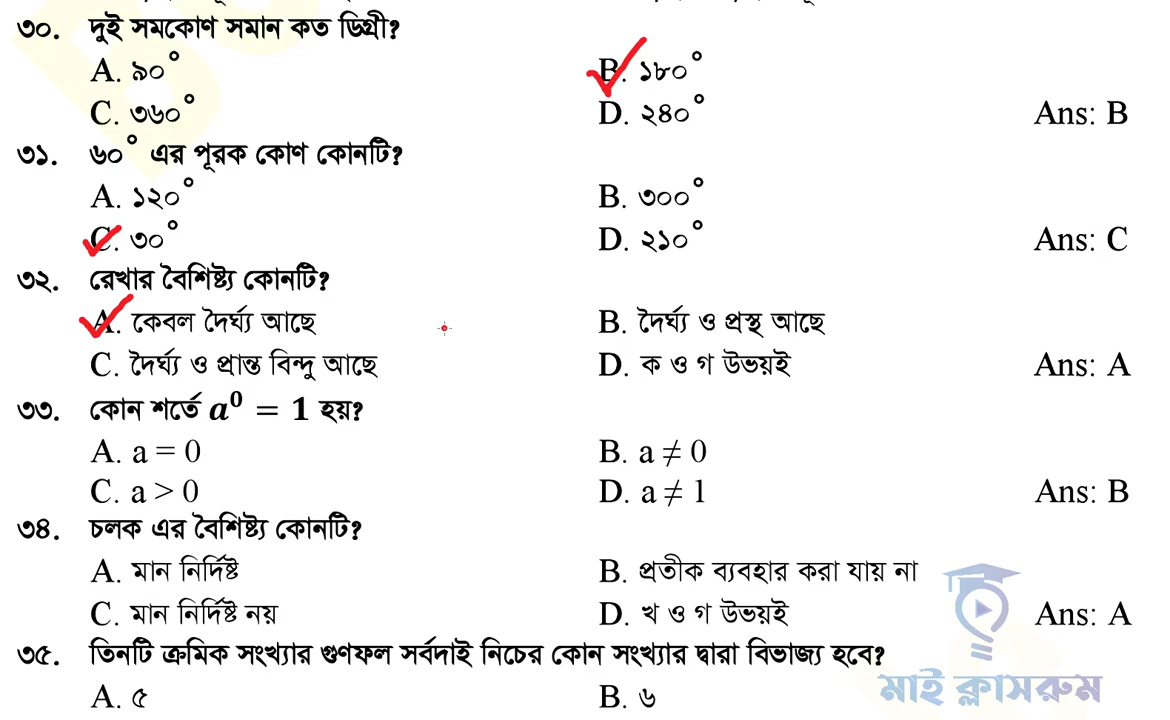 ৩০. দুই সমকোণ সমান কত ডিগ্রী?
A. ৯০° B. ১৮০°
C. ৩৬০° D. ২৪০° Ans: B
৩১. ৬০° এর পূরক কোণ কোনটি?
A. ১২০° B. ৩০০°
C. ৩০° D. ২১০° Ans: C
৩২. রেখার বৈশিষ্ট্য কোনটি?
A. কেবল দৈর্ঘ্য আছে B. দৈর্ঘ্য ও প্রস্থ আছে
C. দৈর্ঘ্য ও প্রান্ত বিন্দু আছে D. ক ও গ উভয়ই Ans: A
৩৩. কোন শর্তে a⁰ = 1 হয়?
A. a = 0 B. a ≠ 0
C. a > 0 D. a ≠ 1 Ans: B
৩৪. চলক এর বৈশিষ্ট্য কোনটি?
A. মান নির্দিষ্ট B. প্রতীক ব্যবহার করা যায় না
C. মান নির্দিষ্ট নয় D. খ ও গ উভয়ই Ans: A
৩৫. তিনটি ক্রমিক সংখ্যার গুণফল সর্বদাই নিচের কোন সংখ্যার দ্বারা বিভাজ্য হবে?
A. ৫ B. ৬
মাই ক্লাসরুম